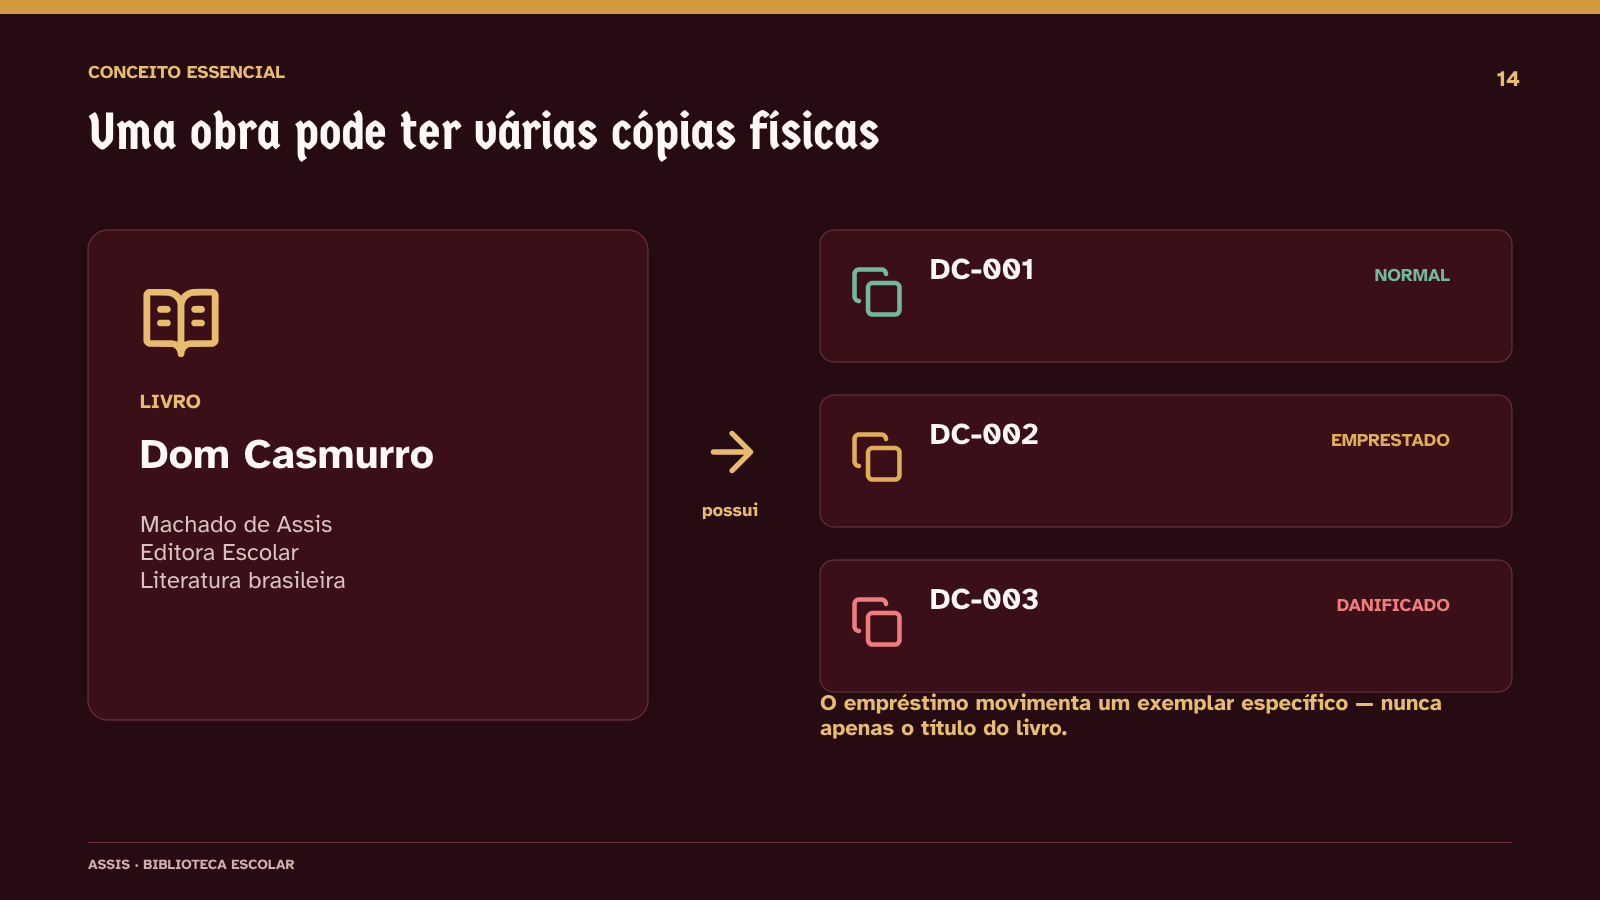 CONCEITO ESSENCIAL
14
Uma obra pode ter várias cópias físicas
LIVRO
Dom Casmurro
Machado de Assis
Editora Escolar
Literatura brasileira
possui
DC-001
NORMAL
DC-002
EMPRESTADO
DC-003
DANIFICADO
O empréstimo movimenta um exemplar específico — nunca
apenas o título do livro.
ASSIS · BIBLIOTECA ESCOLAR